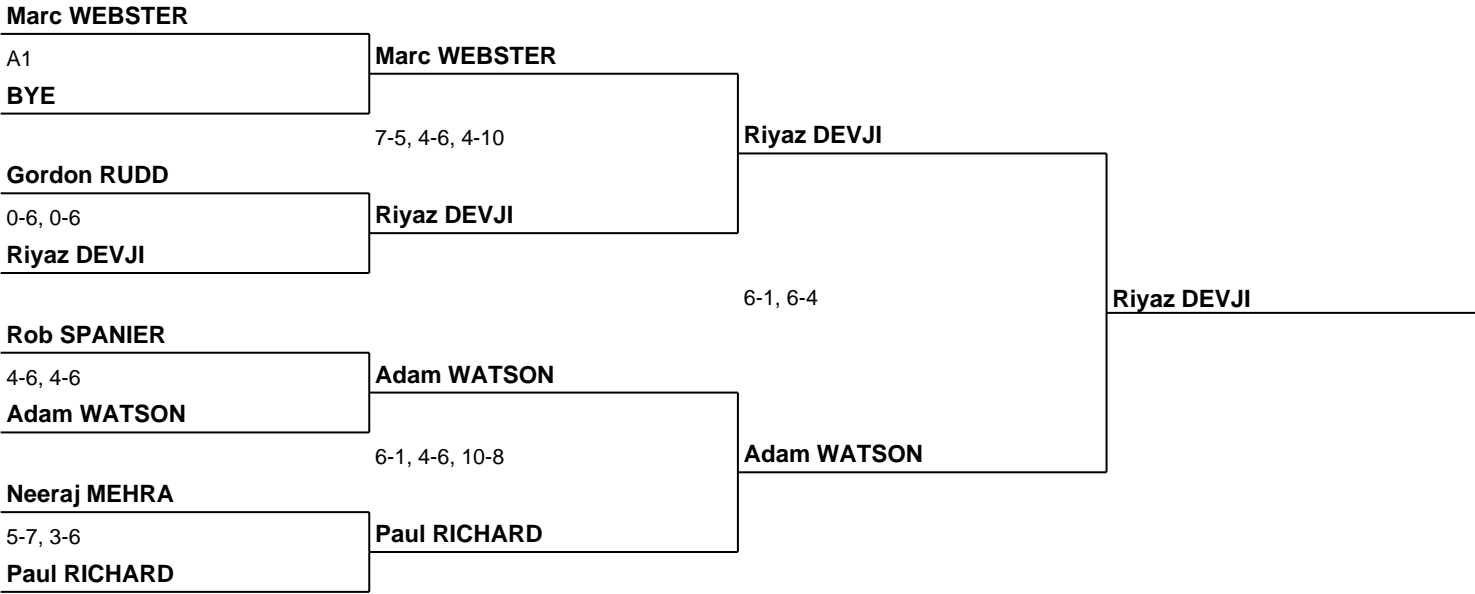 Marc WEBSTER
A1
BYE
Marc WEBSTER
7-5, 4-6, 4-10
Riyaz DEVJI
Gordon RUDD
0-6, 0-6
Riyaz DEVJI
Riyaz DEVJI
6-1, 6-4
Riyaz DEVJI
Rob SPANIER
4-6, 4-6
Adam WATSON
Adam WATSON
6-1, 4-6, 10-8
Adam WATSON
Neeraj MEHRA
5-7, 3-6
Paul RICHARD
Paul RICHARD